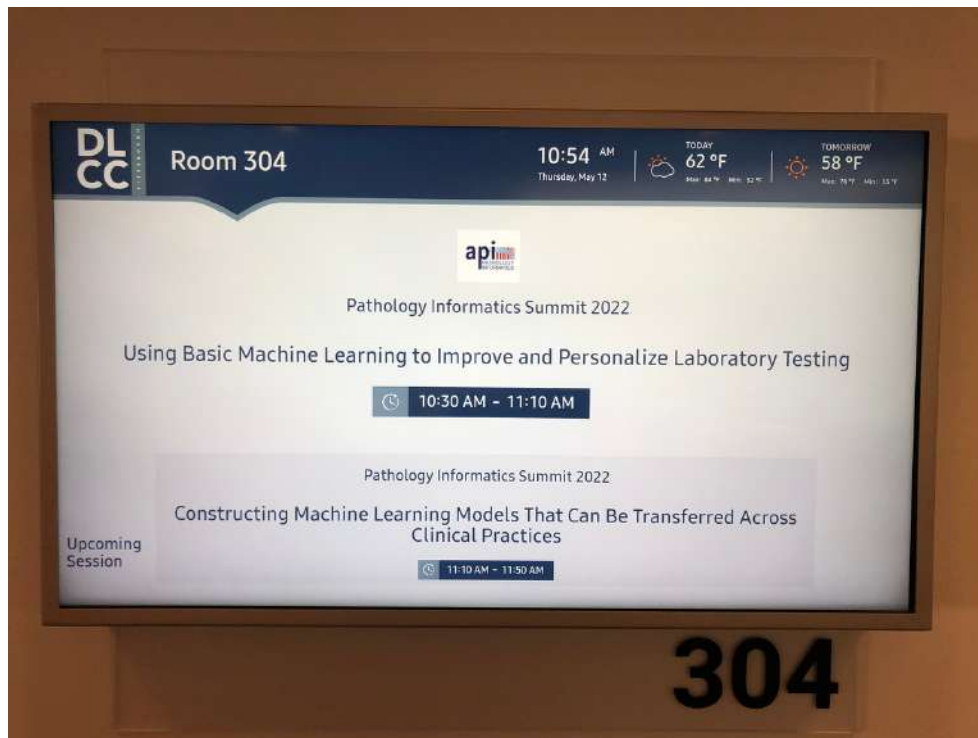 DL
CC
Room 304
10:54 AM
Thursday, May 12
TODAY
62 °F
TOMORROW
58 °F
api
Pathology Informatics Summit 2022
Using Basic Machine Learning to Improve and Personalize Laboratory Testing
10:30 AM – 11:10 AM
Pathology Informatics Summit 2022
Constructing Machine Learning Models That Can Be Transferred Across
Clinical Practices
Upcoming
Session
11:10 AM – 11:50 AM
304